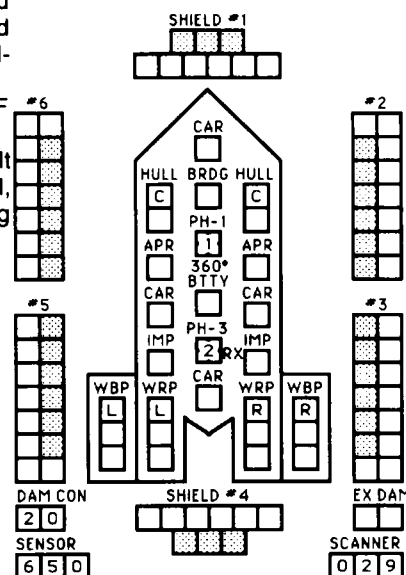 d
d
l-
F
lt
l,
g
SHIELD #1
#6
#2
CAR
HULL BRDG HULL
C C
PH-1
APR 1 APR
360°
BTTY
CAR CAR
#5
#3
PH-3
IMP 2 RX IMP
CAR
WBP WRP WRP WBP
L L R R
DAM CON
SHIELD #4
EX DAM
2 0
SENSOR
SCANNER
6 5 0
0 2 9